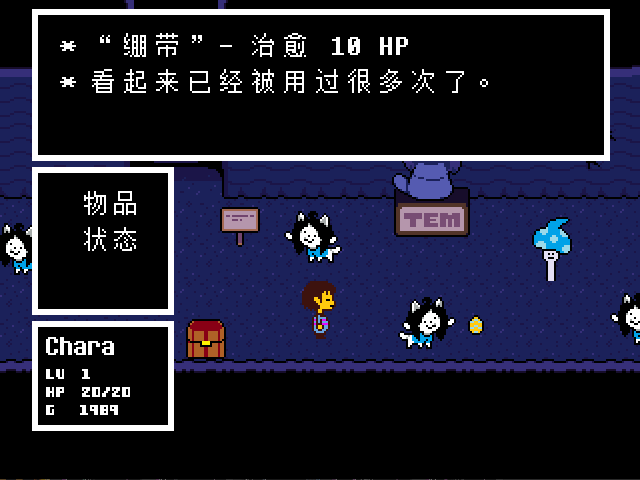 * “绷带”- 治愈 10 HP
* 看起来已经被用过很多次了。
物品
状态
Chara
LV 1
HP 20/20
G 1989
TEM